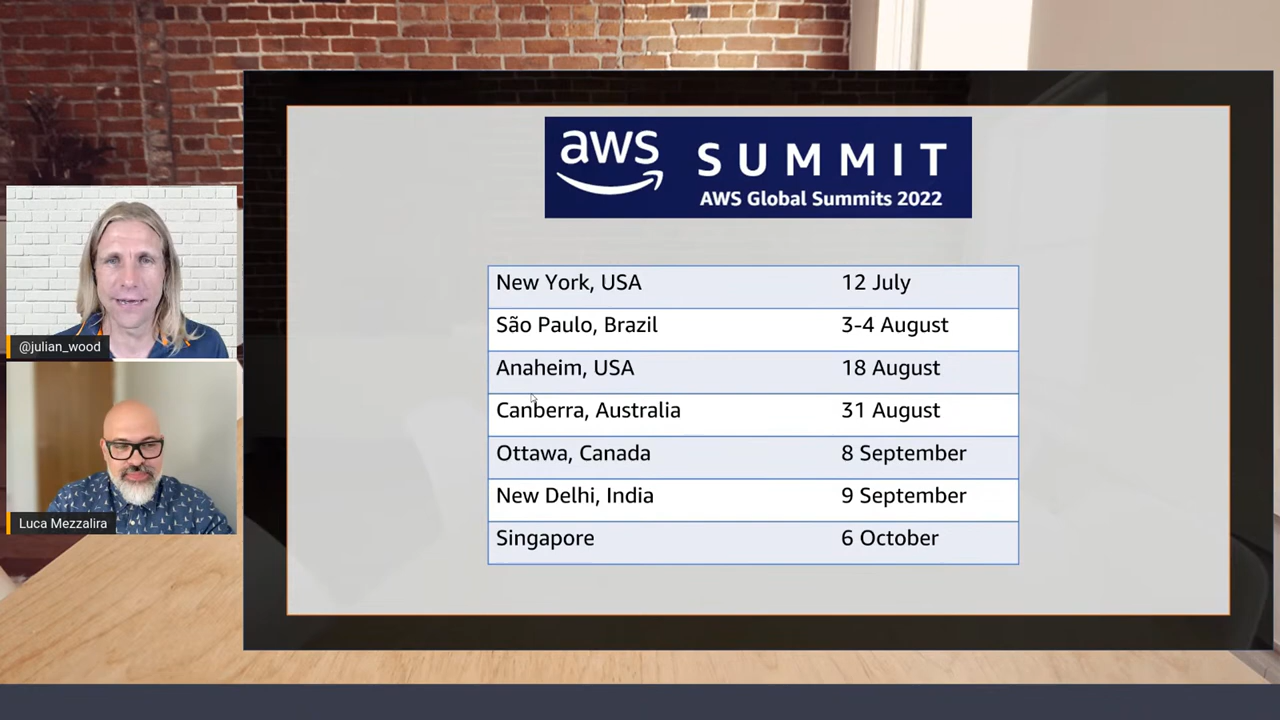 aws SUMMIT
AWS Global Summits 2022
New York, USA 12 July
São Paulo, Brazil 3-4 August
Anaheim, USA 18 August
Canberra, Australia 31 August
Ottawa, Canada 8 September
New Delhi, India 9 September
Singapore 6 October
@julian_wood
Luca Mezzalira